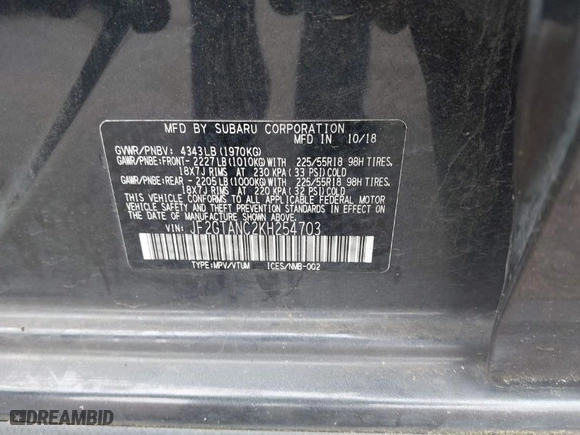 MFD BY SUBARU CORPORATION
MFD IN 10/18
GVWR/PNBV: 4343LB (1970KG)
GAWR/PNBE:FRONT- 2227LB(1010KG)WITH 225/55R18 98H TIRES.
18X7J RIMS AT 230 KPA( 33 PSI)COLD
GAWR/PNBE:REAR - 2205LB(1000KG)WITH 225/55R18 98H TIRES.
18X7J RIMS AT 220 KPA( 32 PSI)COLD
THIS VEHICLE CONFORMS TO ALL APPLICABLE FEDERAL MOTOR
VEHICLE SAFETY STANDARDS IN EFFECT ON THE DATE OF
MANUFACTURE SHOWN ABOVE.
VIN: JF2GTANC2KH254703
TYPE:MPV/VTUM ICES/NMB-002
DREAMBID